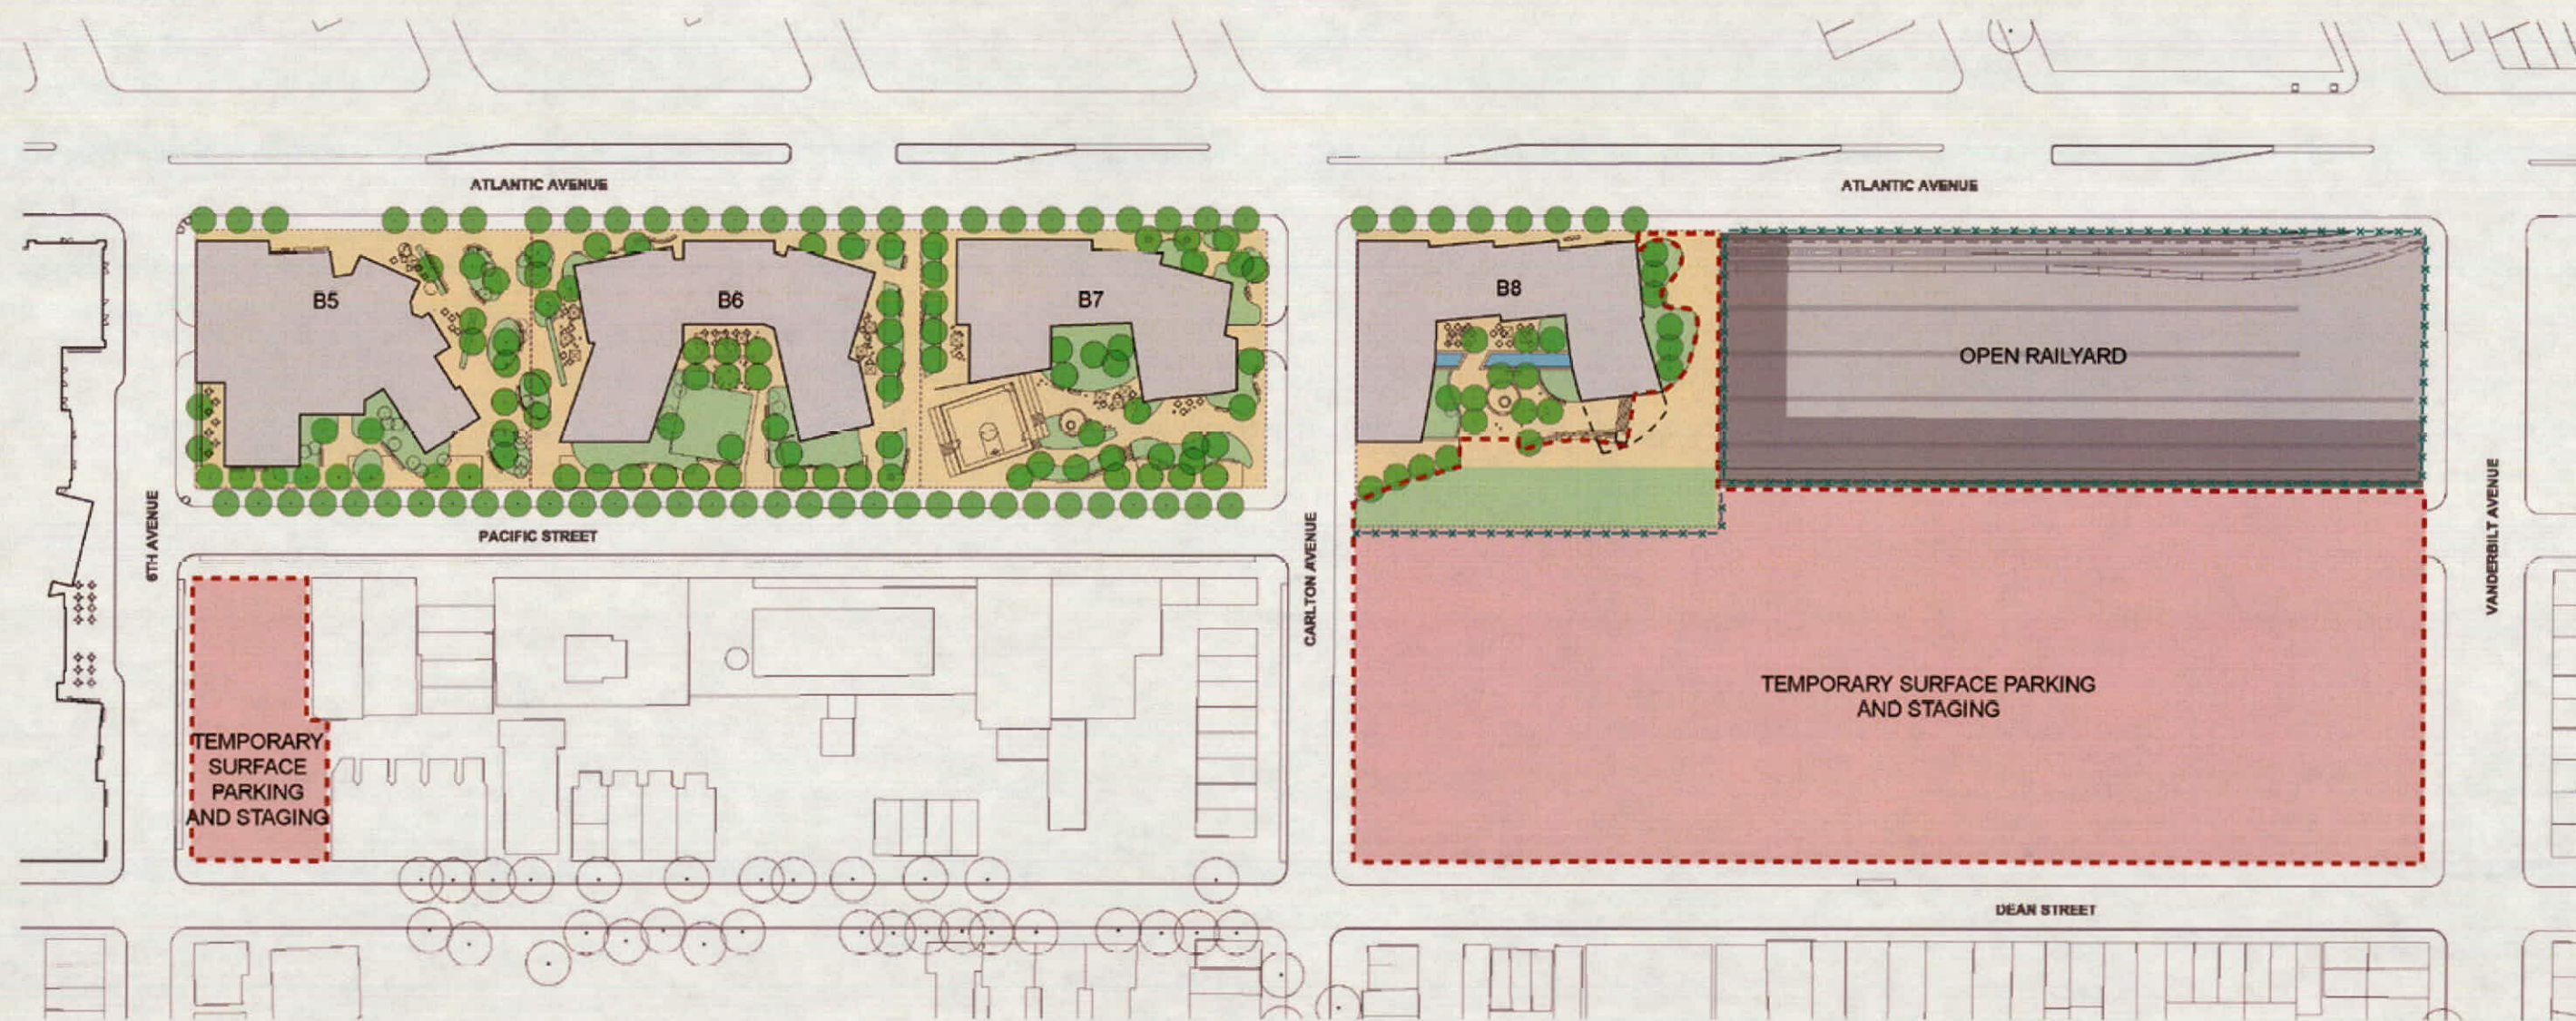 ATLANTIC AVENUE
ATLANTIC AVENUE
B5
B6
B7
B8
OPEN RAILYARD
6TH AVENUE
PACIFIC STREET
CARLTON AVENUE
VANDERBILT AVENUE
TEMPORARY SURFACE PARKING
AND STAGING
TEMPORARY
SURFACE
PARKING
AND STAGING
DEAN STREET